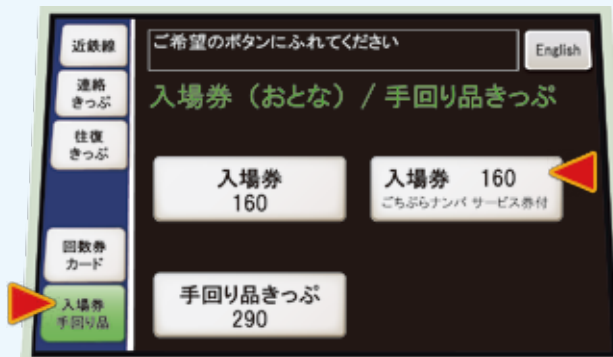 近鉄線
連絡
きっぷ
往復
きっぷ
回数券
カード
入場券
手回り品
ご希望のボタンにふれてください
English
入場券（おとな）/ 手回り品きっぷ
入場券
160
入場券 160
ごちぶらナンバ サービス券付
手回り品きっぷ
290